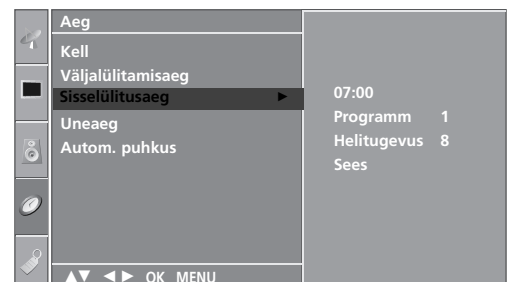 Aeg
Kell
Väljalülitamisaeg
Sisselülitusaeg ►
Uneaeg
Autom. puhkus
07:00
Programm 1
Helitugevus 8
Sees
▲▼ ◄► OK MENU